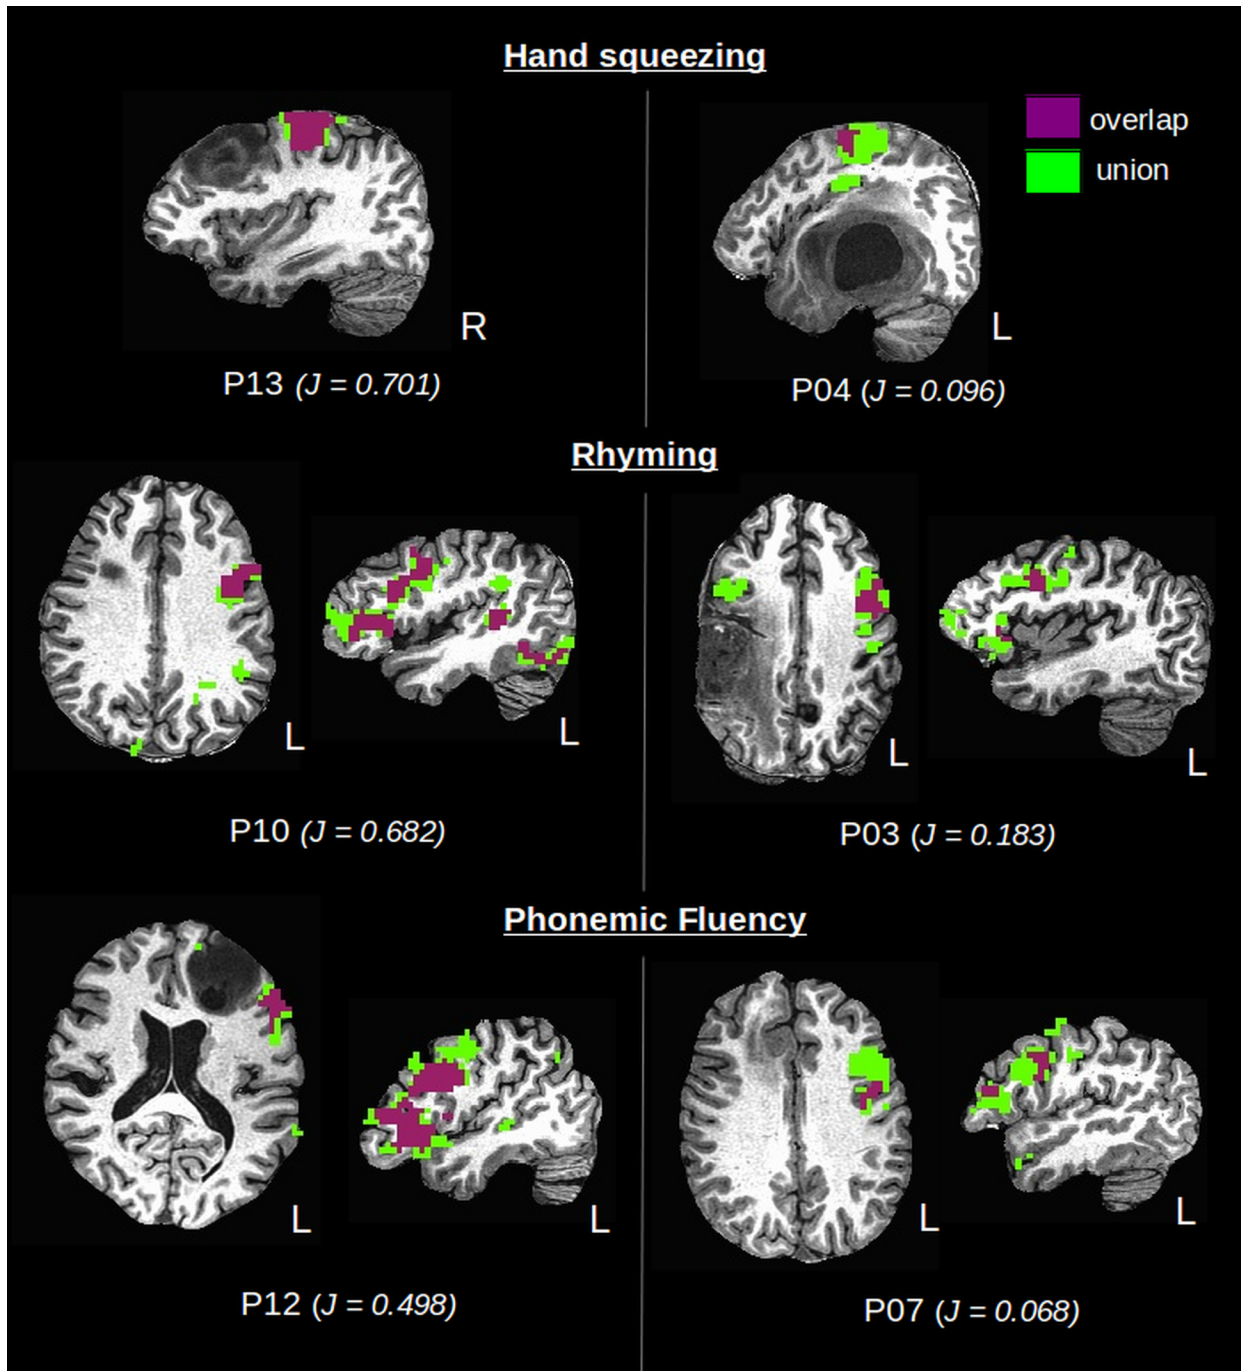 Hand squeezing
overlap
union
R
L
P13 (J = 0.701)
P04 (J = 0.096)
Rhyming
L
L
L
L
P10 (J = 0.682)
P03 (J = 0.183)
Phonemic Fluency
L
L
L
L
P12 (J = 0.498)
P07 (J = 0.068)